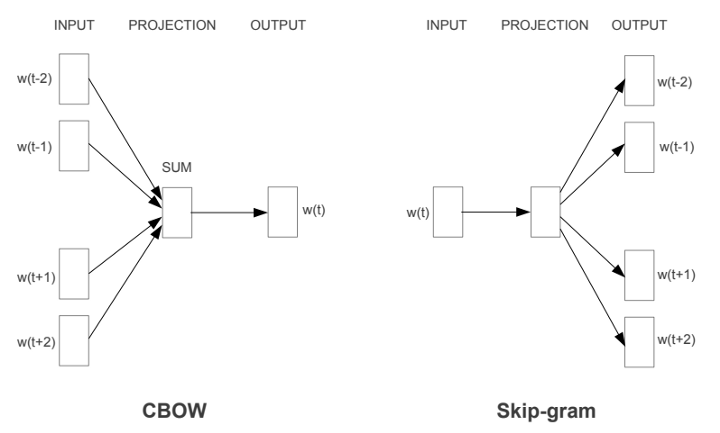 INPUT PROJECTION OUTPUT
w(t-2)
w(t-1)
SUM
w(t)
w(t+1)
w(t+2)
CBOW
INPUT PROJECTION OUTPUT
w(t-2)
w(t-1)
w(t)
w(t+1)
w(t+2)
Skip-gram